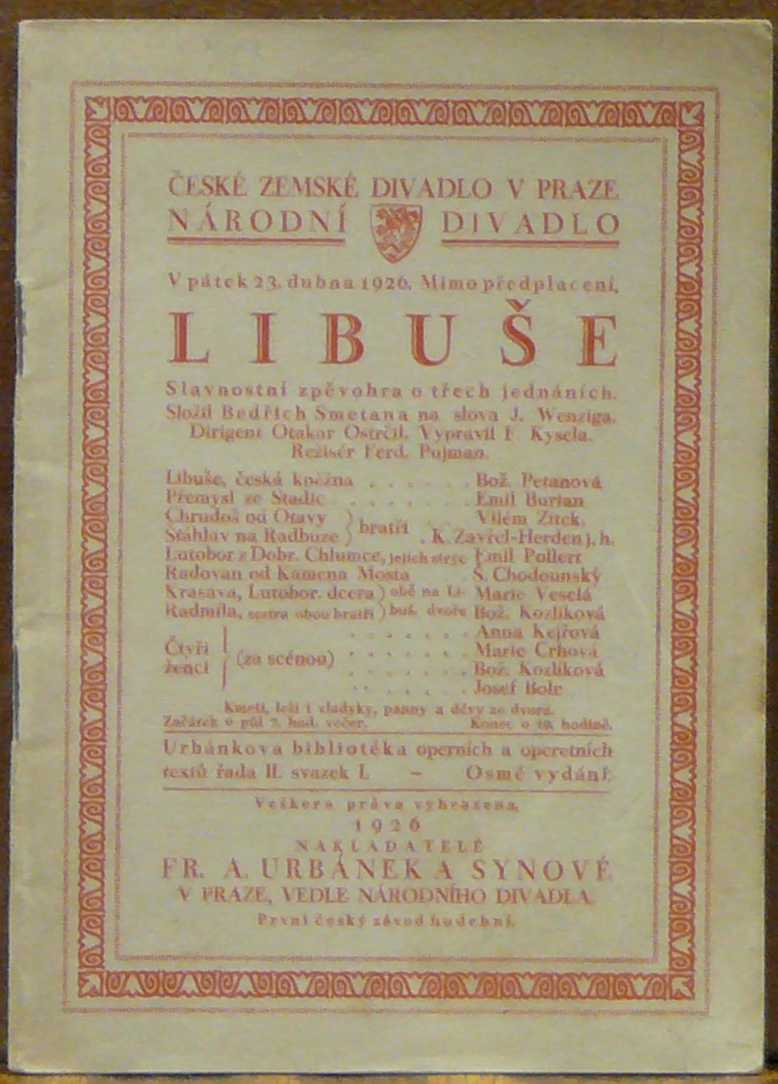 ČESKÉ ZEMSKÉ DIVADLO V PRAZE
NÁRODNÍ DIVADLO
V pátek 23. dubna 1926. Mimo předplacení.
LIBUŠE
Slavnostní zpěvohra o třech jednáních.
Složil Bedřich Smetana na slova J. Wenziga.
Dirigent Otakar Ostrčil. Vypravil F. Kysela.
Režisér Ferd. Pujman.
Libuše, česká kněžna . . . . . . Bož. Petanová
Přemysl ze Stadic . . . . . . Emil Burian
Chrudoš od Otavy } bratři . . Vilém Zítek.
Šťáhlav na Radbuze } bratři . K. Zavřel-Herden j. h.
Lutobor z Dobr. Chlumce, jejich strýc Emil Pollert
Radovan od Kamena Mosta . Š. Chodounský
Krasava, Lutobor. dcera } obě na Li- Marie Veselá
Radmila, sestra obou bratří } buš. dvoře Bož. Kozlíková
Čtyři ženci { (za scénou) . . . . . . . Anna Kejřová
. . . . . . . Marie Crhová
. . . . . . . Bož. Kozlíková
. . . . . . . Josef Bole
Kmeti, leši i vladyky, panny a děvy ze dvora.
Začátek o půl 7. hod. večer. Konec o 10. hodině.
Urbánkova bibliotéka operních a operetních
textů řada II. svazek I. – Osmé vydání.
Veškera práva vyhrazena.
1926
NAKLADATELÉ
FR. A. URBÁNEK A SYNOVÉ
V PRAZE, VEDLE NÁRODNÍHO DIVADLA.
První český závod hudební.